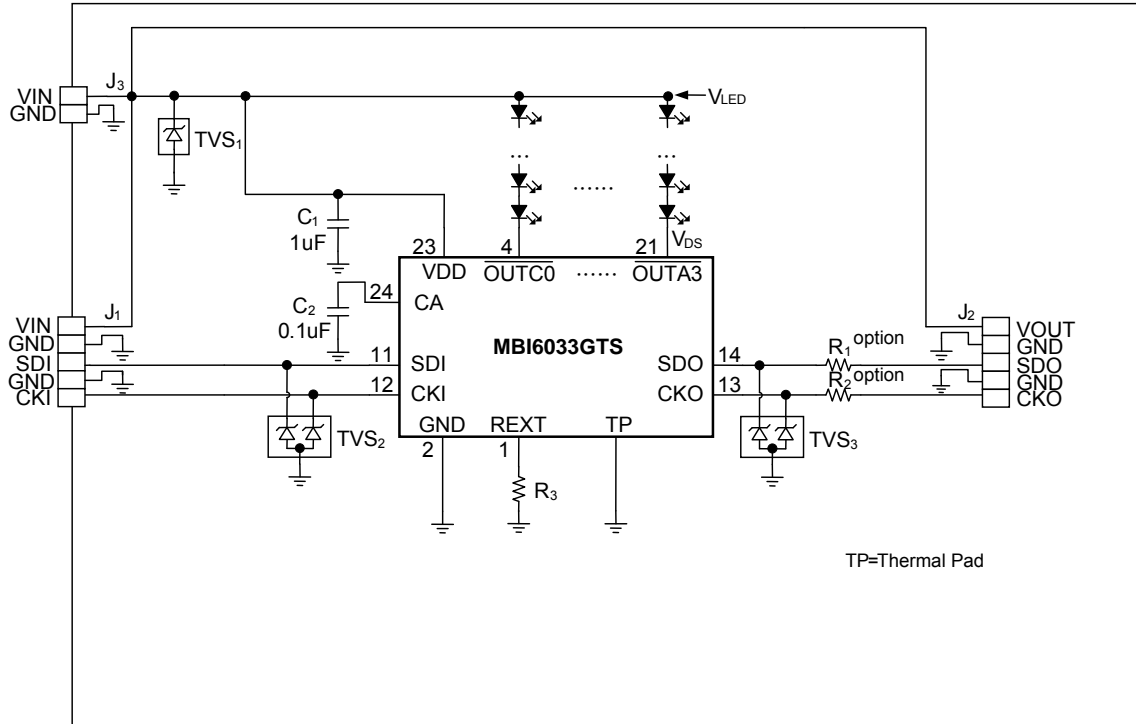 J3
VIN
GND
VLED
TVS1
...
...
......
C1
1uF
VDS
23
4
21
VDD
OUTC0
......
OUTA3
24
CA
C2
0.1uF
J1
VIN
GND
SDI
GND
CKI
MBI6033GTS
11
SDI
12
CKI
SDO
14
CKO
13
R1 option
R2 option
J2
VOUT
GND
SDO
GND
CKO
GND
REXT
TP
2
1
TVS2
TVS3
R3
TP=Thermal Pad